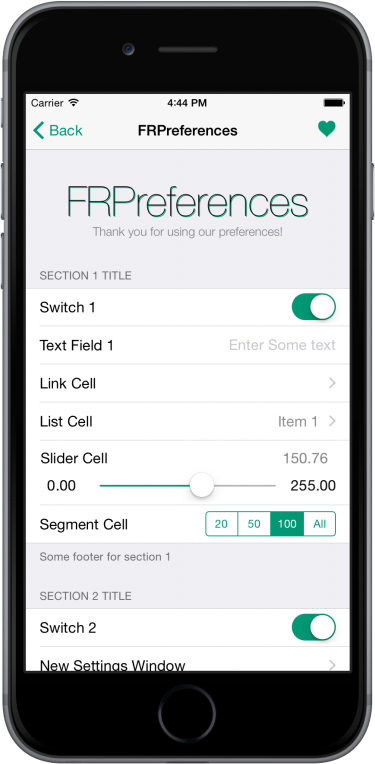 Carrier 4:44 PM
Back FRPreferences
FRPreferences
Thank you for using our preferences!
SECTION 1 TITLE
Switch 1
Text Field 1 Enter Some text
Link Cell
List Cell Item 1
Slider Cell 150.76
0.00 255.00
Segment Cell 20 50 100 All
Some footer for section 1
SECTION 2 TITLE
Switch 2
New Settings Window